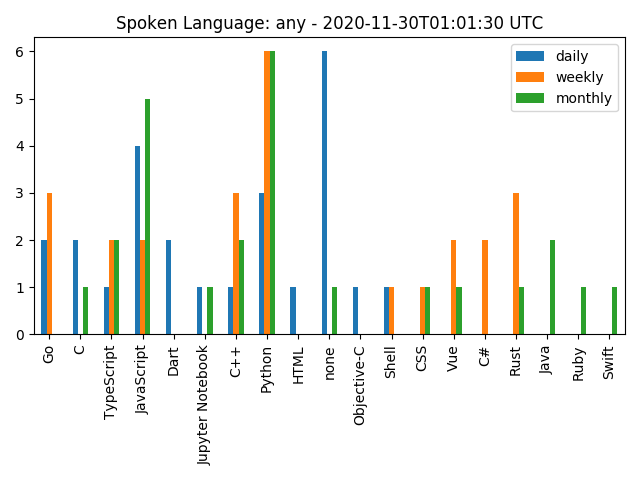 Spoken Language: any - 2020-11-30T01:01:30 UTC
daily
weekly
monthly
6
5
4
3
2
1
0
Go
C
TypeScript
JavaScript
Dart
Jupyter Notebook
C++
Python
HTML
none
Objective-C
Shell
CSS
Vue
C#
Rust
Java
Ruby
Swift